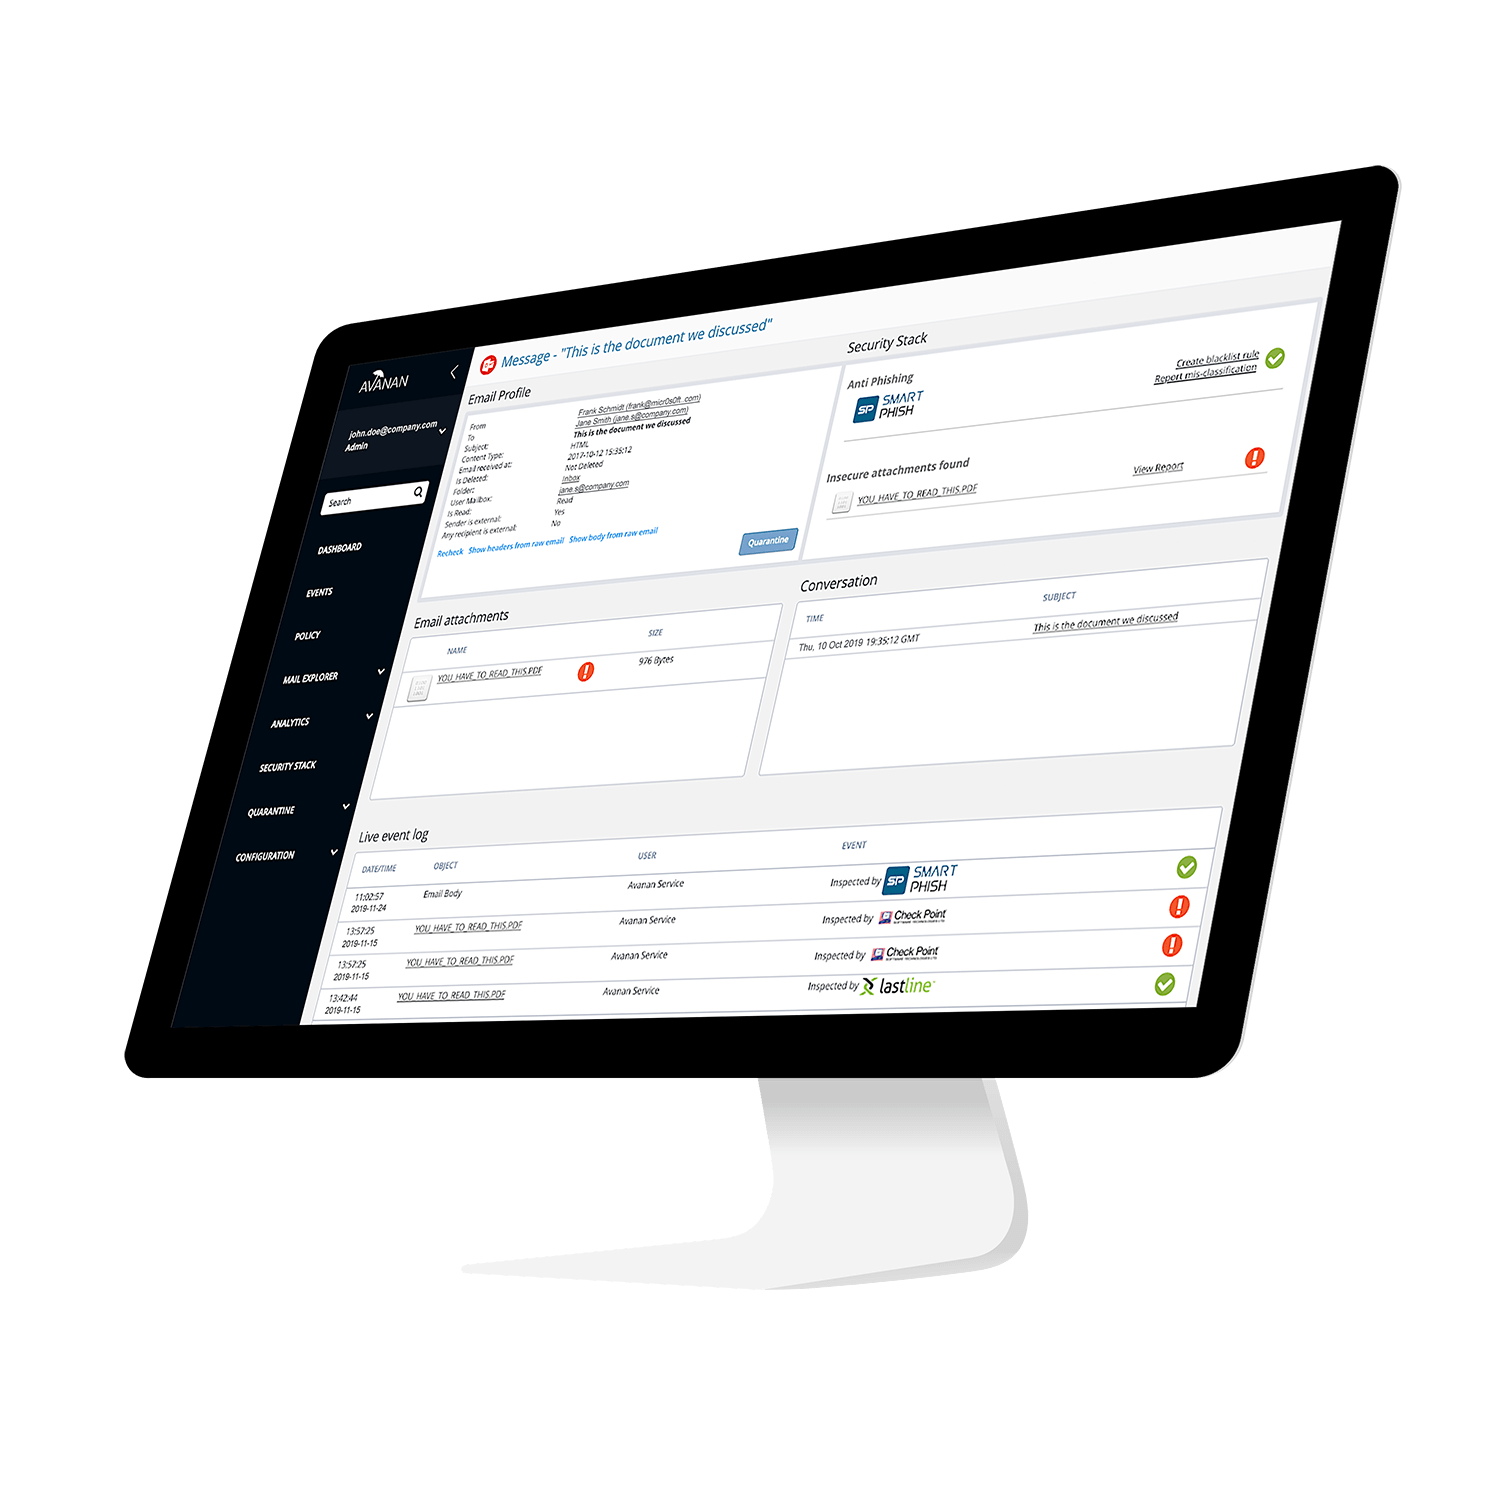 AVANAN
john.doe@company.com
Admin
Search
DASHBOARD
EVENTS
POLICY
MAIL EXPLORER
ANALYTICS
SECURITY STACK
QUARANTINE
CONFIGURATION
Message - "This is the document we discussed"
Email Profile
From Frank Schmidt (frank@micr0s0ft.com)
To Jane Smith (jane.s@company.com)
Subject: This is the document we discussed
Content Type: HTML
Email received at: 2017-10-12 15:35:12
Is Deleted: Not Deleted
Folder: Inbox
User Mailbox: jane.s@company.com
Is Read: Read
Sender is external: Yes
Any recipient is external: No
Recheck Show headers from raw email Show body from raw email
Quarantine
Security Stack
Anti Phishing
SP SMART PHISH
Create blacklist rule
Report mis-classification
Insecure attachments found
YOU_HAVE_TO_READ_THIS.PDF
View Report
Email attachments
NAME SIZE
YOU_HAVE_TO_READ_THIS.PDF 976 Bytes
Conversation
TIME SUBJECT
Thu, 10 Oct 2019 19:35:12 GMT This is the document we discussed
Live event log
DATE/TIME OBJECT USER EVENT
11:02:57 2019-11-24 Email Body Avanan Service Inspected by SP SMART PHISH
13:57:25 2019-11-15 YOU_HAVE_TO_READ_THIS.PDF Avanan Service Inspected by Check Point
13:57:25 2019-11-15 YOU_HAVE_TO_READ_THIS.PDF Avanan Service Inspected by Check Point
13:42:44 2019-11-15 YOU_HAVE_TO_READ_THIS.PDF Avanan Service Inspected by lastline